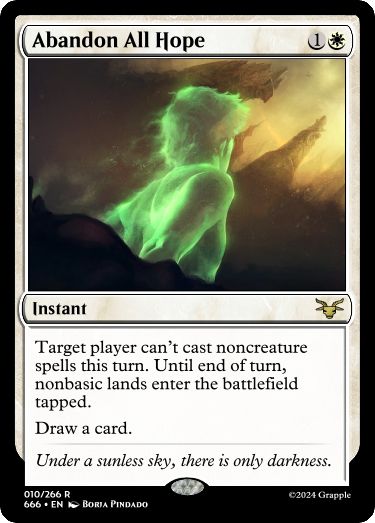 Abandon All Hope 1
Instant
Target player can't cast noncreature
spells this turn. Until end of turn,
nonbasic lands enter the battlefield
tapped.
Draw a card.
Under a sunless sky, there is only darkness.
010/266 R
666 • EN Borja Pindado
©2024 Grapple